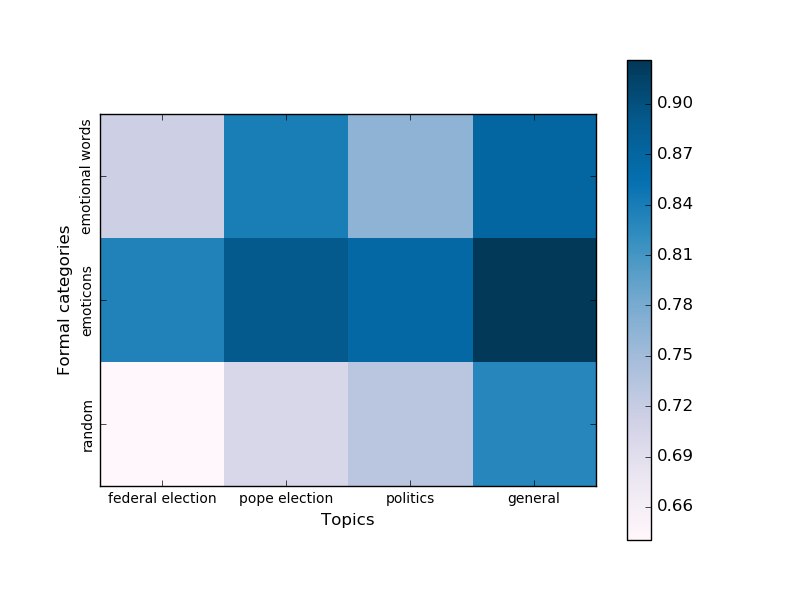 Formal categories
emotional words
emoticons
random
federal election pope election politics general
Topics
0.90
0.87
0.84
0.81
0.78
0.75
0.72
0.69
0.66